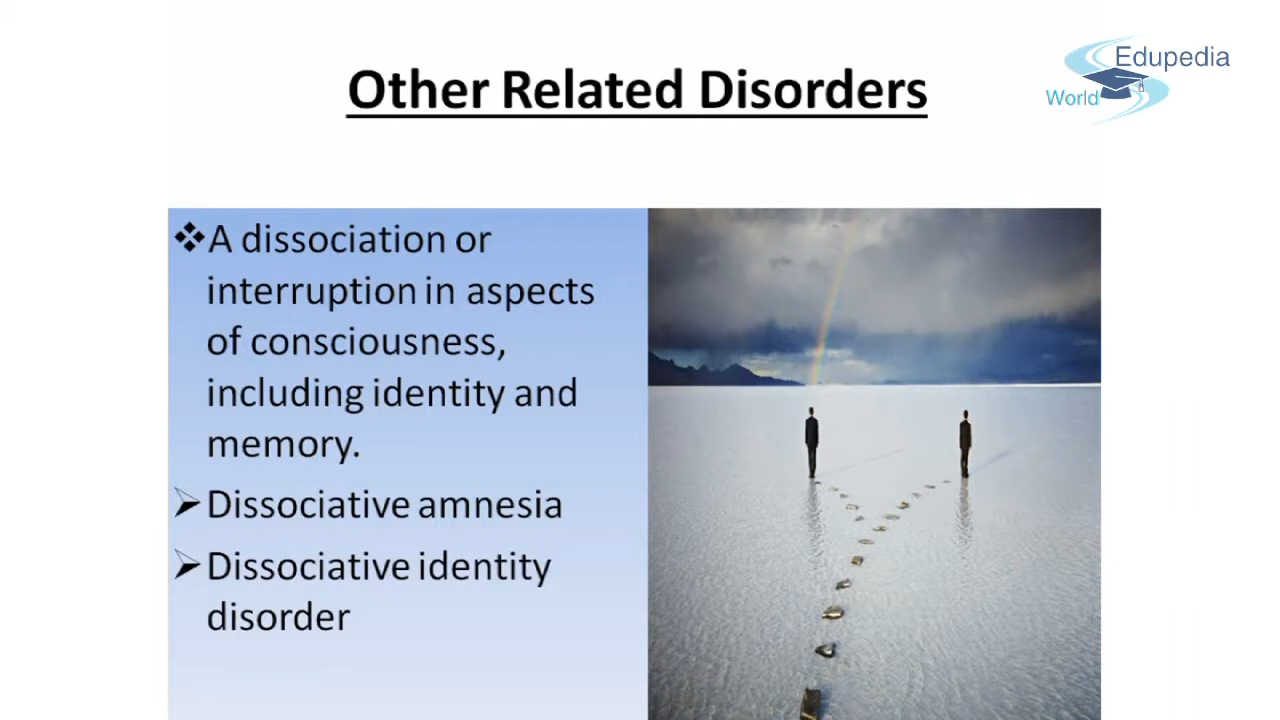 Other Related Disorders
Edupedia
World
❖A dissociation or
interruption in aspects
of consciousness,
including identity and
memory.
➢Dissociative amnesia
➢Dissociative identity
disorder